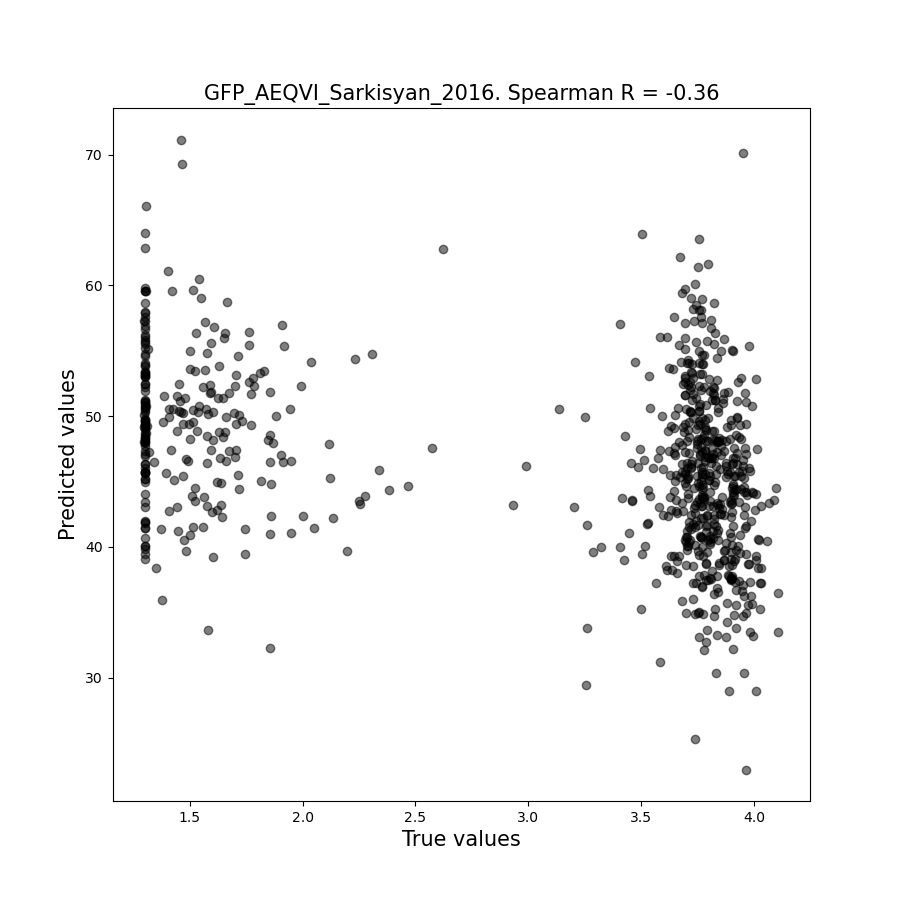 GFP_AEQVI_Sarkisyan_2016. Spearman R = -0.36
70
60
50
40
30
Predicted values
1.5 2.0 2.5 3.0 3.5 4.0
True values